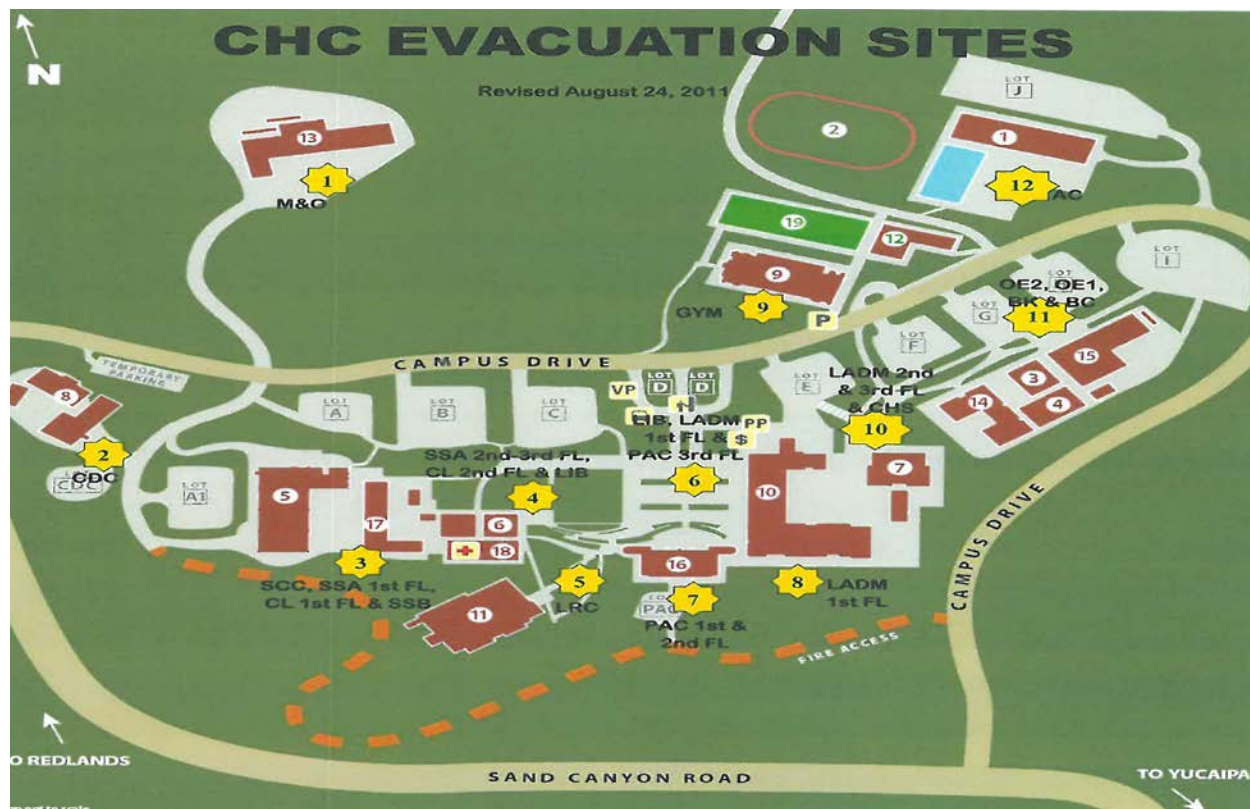 CHC EVACUATION SITES
Revised August 24, 2011
N
LOT
J
13
2
1
1
M&O
12
AC
19
12
9
LOT
I
OE2, OE1,
BK & BC
GYM
9
P
LOT
G
11
CAMPUS DRIVE
LOT
F
15
TEMPORARY
PARKING
LOT
D
LOT
D
LOT
E
LADM 2nd
& 3rd FL
& CHS
3
8
VP
14
4
LOT
A
LOT
B
LOT
C
LIB, LADM
1st FL &
PAC 3rd FL
PP
$
10
2
CDC
CDC
SSA 2nd-3rd FL,
CL 2nd FL & LIB
6
7
LOT
A1
5
4
10
17
6
18
16
CAMPUS DRIVE
3
SCC, SSA 1st FL,
CL 1st FL & SSB
5
LRC
8
LADM
1st FL
11
LOT
PAC
7
PAC 1st &
2nd FL
FIRE ACCESS
O REDLANDS
SAND CANYON ROAD
TO YUCAIPA